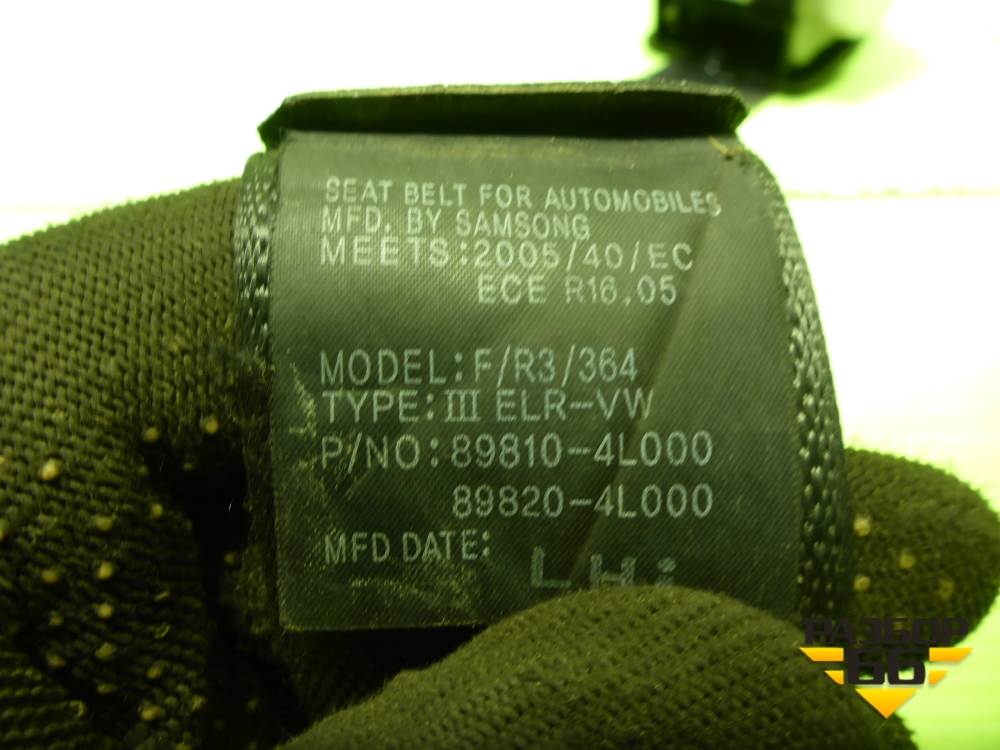 SEAT BELT FOR AUTOMOBILES
MFD. BY SAMSONG
MEETS:2005/40/EC
ECE R16.05
MODEL:F/R3/364
TYPE:III ELR-VW
P/NO:89810-4L000
89820-4L000
MFD DATE:
РАЗБОР
66